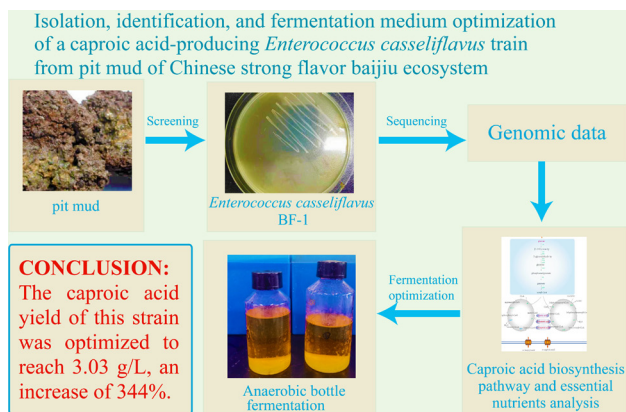 Isolation, identification, and fermentation medium optimization
of a caproic acid-producing Enterococcus casseliflavus train
from pit mud of Chinese strong flavor baijiu ecosystem
pit mud
Screening
Enterococcus casseliflavus
BF-1
Sequencing
Genomic data
Caproic acid biosynthesis
pathway and essential
nutrients analysis
Fermentation
optimization
Anaerobic bottle
fermentation
CONCLUSION:
The caproic acid
yield of this strain
was optimized to
reach 3.03 g/L, an
increase of 344%.